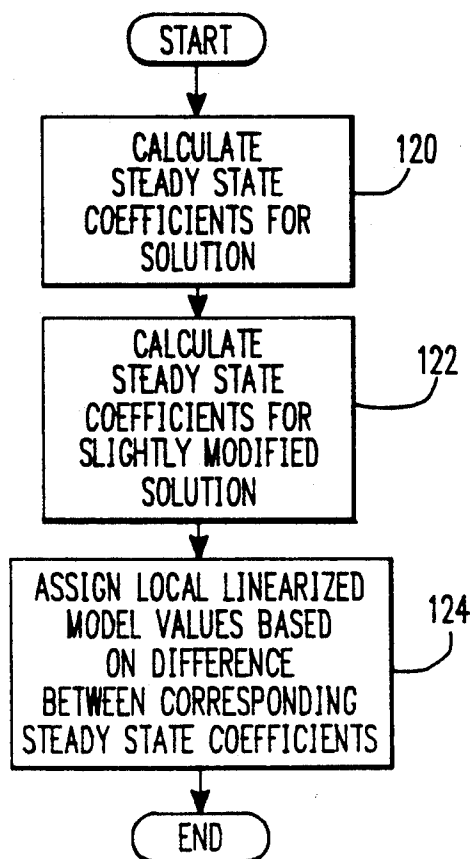 START
CALCULATE
STEADY STATE
COEFFICIENTS FOR
SOLUTION
120
CALCULATE
STEADY STATE
COEFFICIENTS FOR
SLIGHTLY MODIFIED
SOLUTION
122
ASSIGN LOCAL LINEARIZED
MODEL VALUES BASED
ON DIFFERENCE
BETWEEN CORRESPONDING
STEADY STATE COEFFICIENTS
124
END